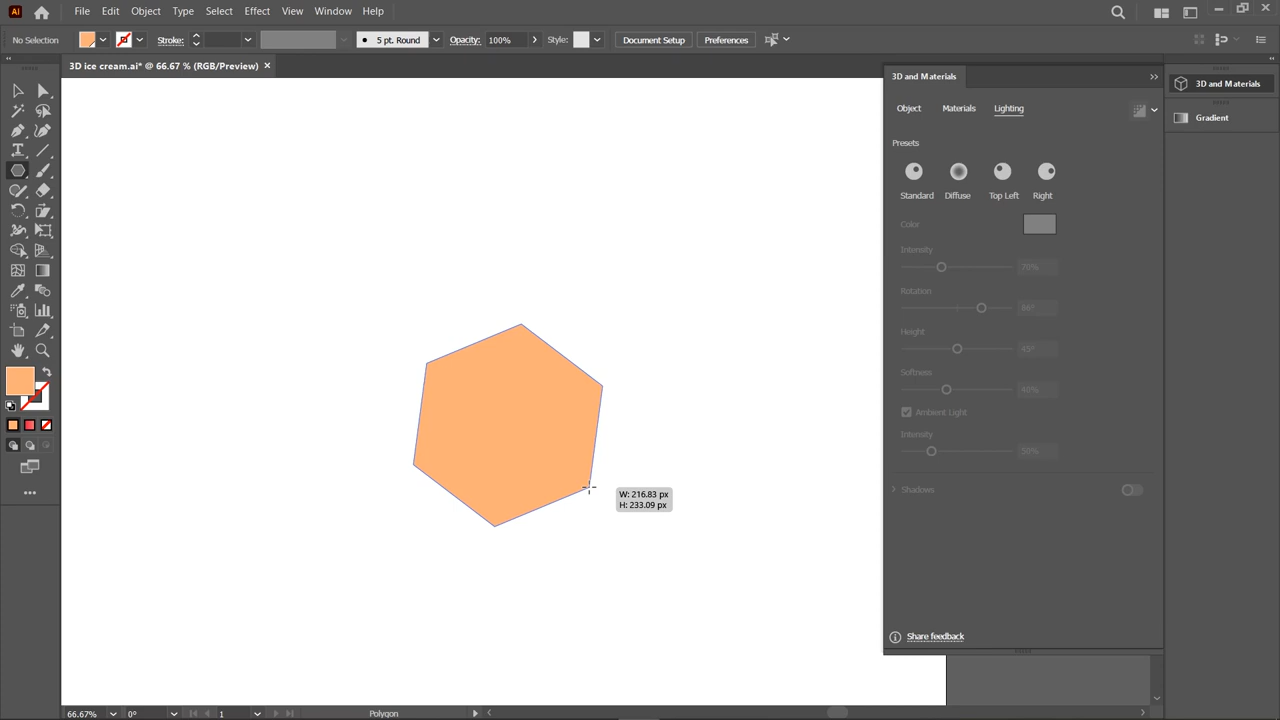 Ai File Edit Object Type Select Effect View Window Help
No Selection Stroke: 5 pt. Round Opacity: 100% Style: Document Setup Preferences
3D ice cream.ai* @ 66.67 % (RGB/Preview) ×
3D and Materials
3D and Materials
Object Materials Lighting
Gradient
Presets
Standard Diffuse Top Left Right
Color
Intensity
70%
Rotation
86°
Height
45°
Softness
40%
Ambient Light
Intensity
50%
Shadows
W: 216.83 px
H: 233.09 px
Share feedback
66.67% 0° 1 Polygon